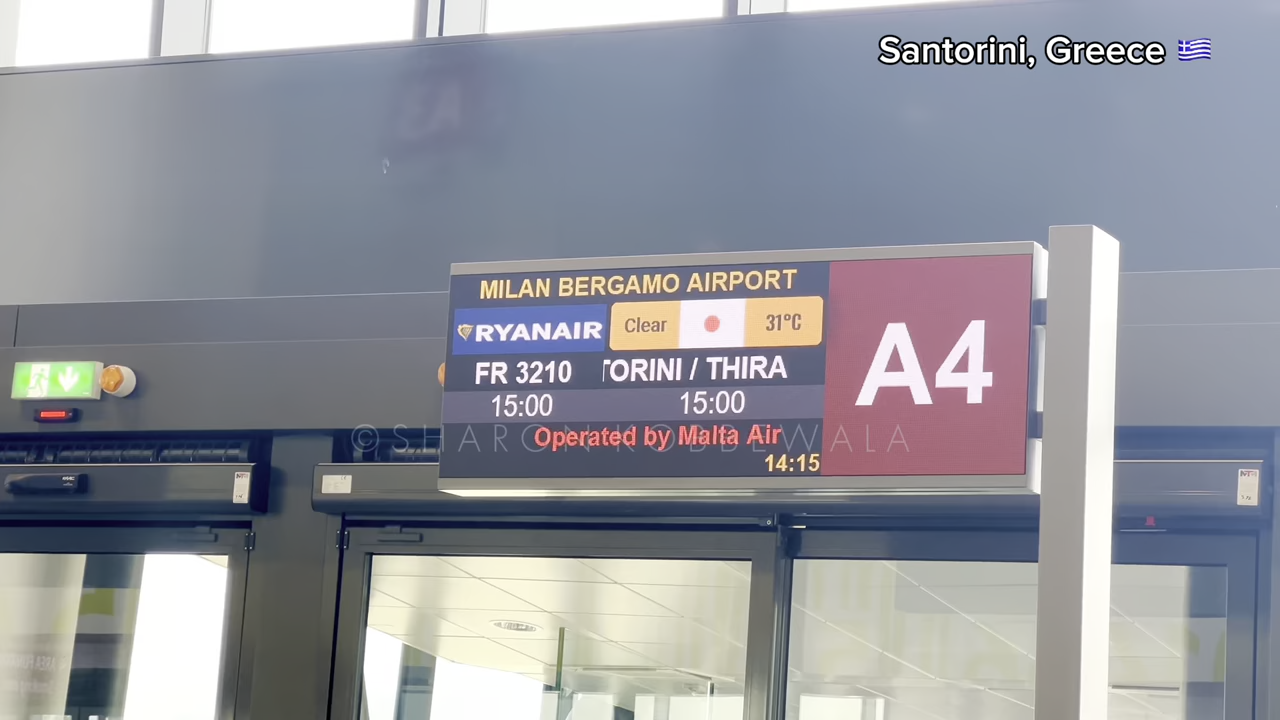 Santorini, Greece 🇬🇷
A3
MILAN BERGAMO AIRPORT
RYANAIR
Clear
31°C
FR 3210
TORINI / THIRA
15:00
15:00
Operated by Malta Air
14:15
A4
©SHARON KOBBEWALA